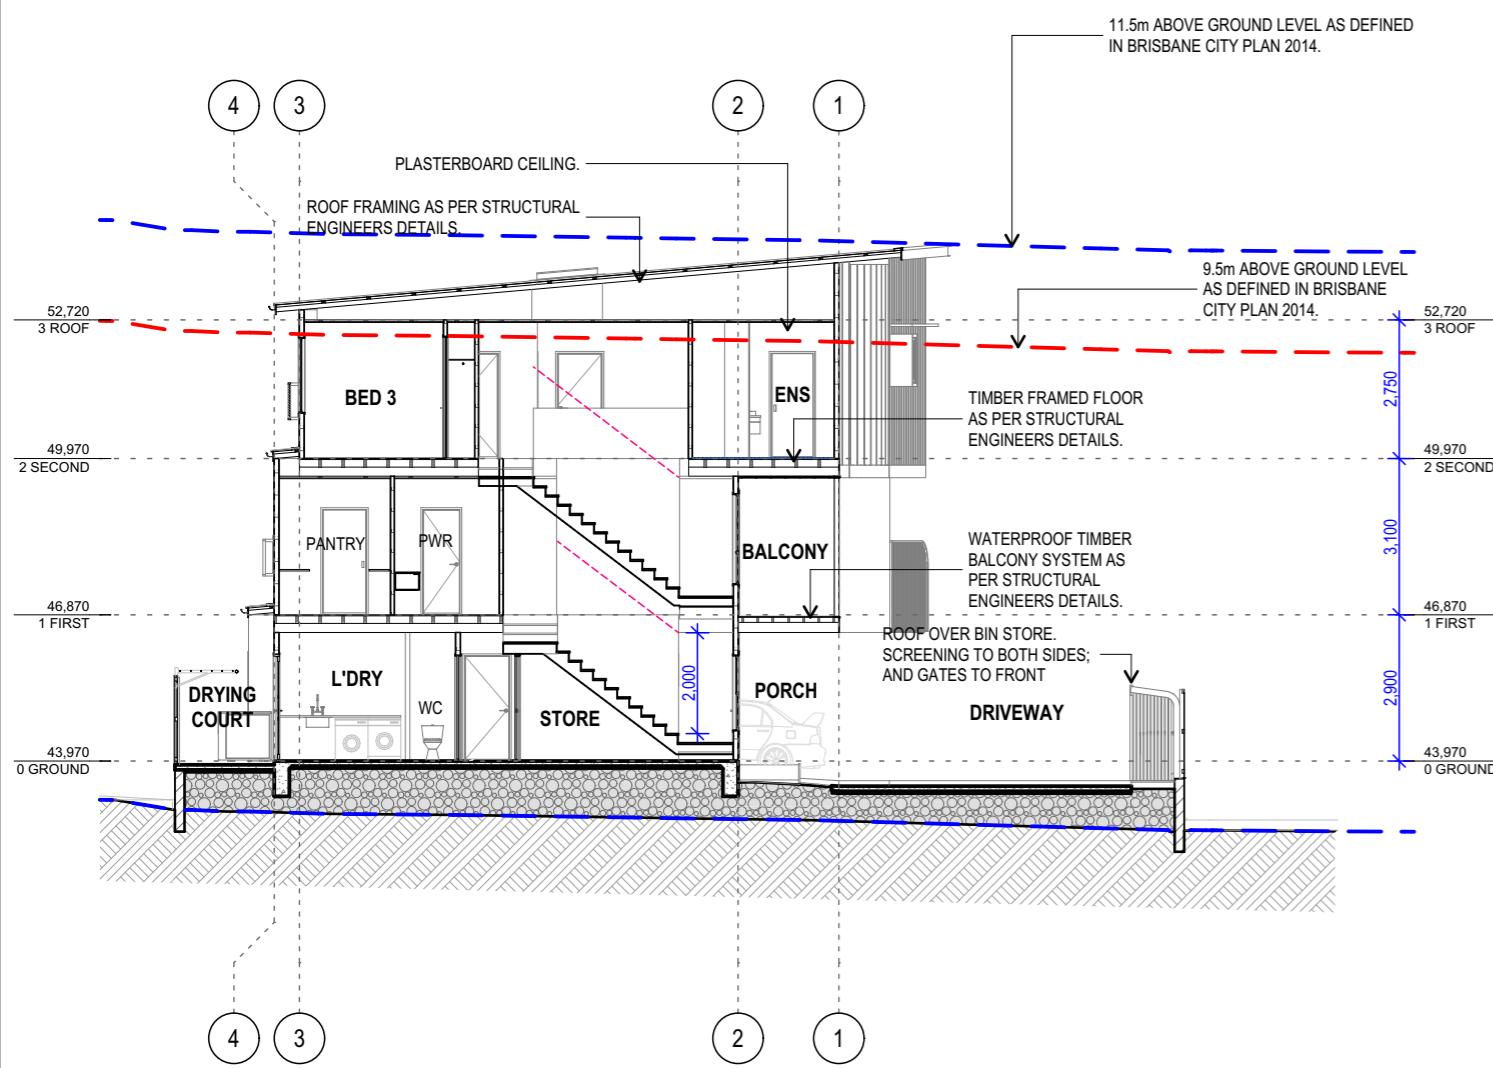 11.5m ABOVE GROUND LEVEL AS DEFINED
IN BRISBANE CITY PLAN 2014.
4
3
2
1
PLASTERBOARD CEILING.
ROOF FRAMING AS PER STRUCTURAL
ENGINEERS DETAILS.
9.5m ABOVE GROUND LEVEL
AS DEFINED IN BRISBANE
CITY PLAN 2014.
52,720
3 ROOF
52,720
3 ROOF
2,750
BED 3
ENS
TIMBER FRAMED FLOOR
AS PER STRUCTURAL
ENGINEERS DETAILS.
49,970
2 SECOND
49,970
2 SECOND
3,100
PANTRY
PWR
BALCONY
WATERPROOF TIMBER
BALCONY SYSTEM AS
PER STRUCTURAL
ENGINEERS DETAILS.
46,870
1 FIRST
46,870
1 FIRST
ROOF OVER BIN STORE.
SCREENING TO BOTH SIDES;
AND GATES TO FRONT
2,900
2,000
DRYING
COURT
L'DRY
WC
STORE
PORCH
DRIVEWAY
43,970
0 GROUND
43,970
0 GROUND
4
3
2
1